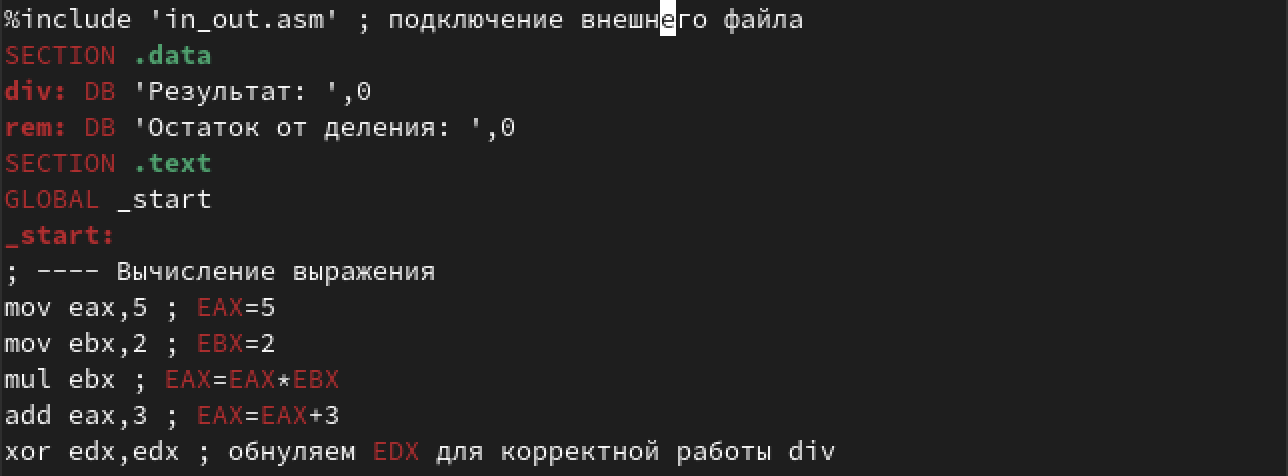 %include 'in_out.asm' ; подключение внешнего файла
SECTION .data
div: DB 'Результат: ',0
rem: DB 'Остаток от деления: ',0
SECTION .text
GLOBAL _start
_start:
; ---- Вычисление выражения
mov eax,5 ; EAX=5
mov ebx,2 ; EBX=2
mul ebx ; EAX=EAX*EBX
add eax,3 ; EAX=EAX+3
xor edx,edx ; обнуляем EDX для корректной работы div